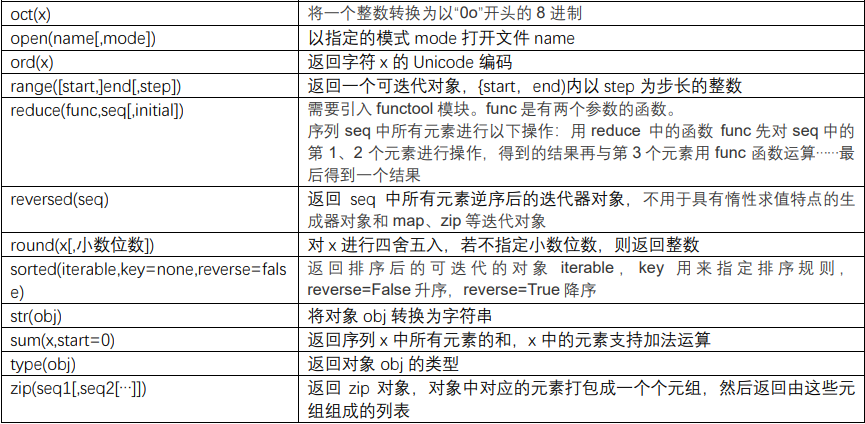 oct(x)
将一个整数转换为以“0o”开头的 8 进制
open(name[,mode])
以指定的模式 mode 打开文件 name
ord(x)
返回字符 x 的 Unicode 编码
range([start,]end[,step])
返回一个可迭代对象，{start，end)内以 step 为步长的整数
reduce(func,seq[,initial])
需要引入 functool 模块。func 是有两个参数的函数。
序列 seq 中所有元素进行以下操作：用 reduce 中的函数 func 先对 seq 中的
第 1、2 个元素进行操作，得到的结果再与第 3 个元素用 func 函数运算……最
后得到一个结果
reversed(seq)
返回 seq 中所有元素逆序后的迭代器对象，不用于具有惰性求值特点的生
成器对象和 map、zip 等迭代对象
round(x[,小数位数])
对 x 进行四舍五入，若不指定小数位数，则返回整数
sorted(iterable,key=none,reverse=fals
e)
返回排序后的可迭代的对象 iterable，key 用来指定排序规则，
reverse=False 升序，reverse=True 降序
str(obj)
将对象 obj 转换为字符串
sum(x,start=0)
返回序列 x 中所有元素的和，x 中的元素支持加法运算
type(obj)
返回对象 obj 的类型
zip(seq1[,seq2[…]])
返回 zip 对象，对象中对应的元素打包成一个个元组，然后返回由这些元
组组成的列表